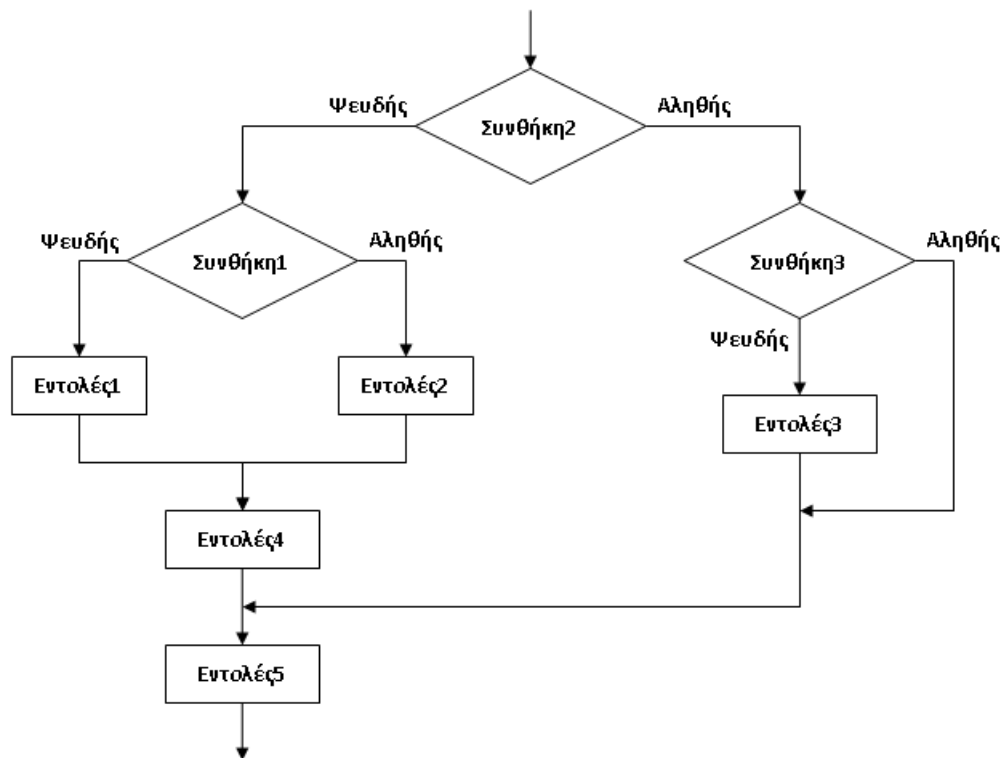 Ψευδής
Αληθής
Συνθήκη2
Ψευδής
Αληθής
Αληθής
Συνθήκη1
Συνθήκη3
Ψευδής
Εντολές1
Εντολές2
Εντολές3
Εντολές4
Εντολές5